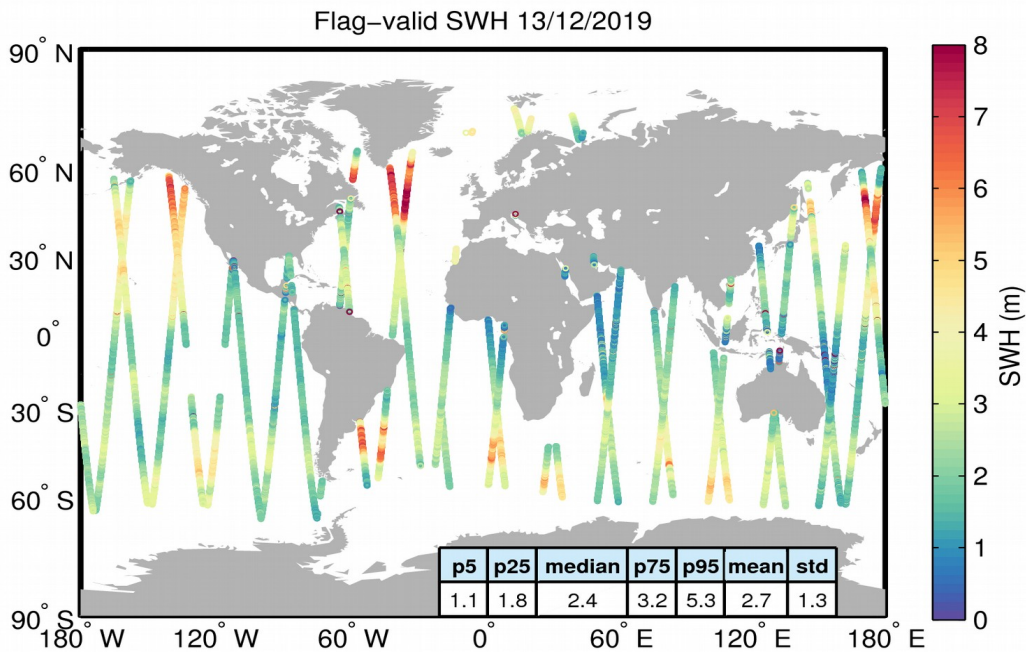 Flag−valid SWH 13/12/2019
90° N
60° N
30° N
0°
30° S
60° S
90° S
180° W
120° W
60° W
0°
60° E
120° E
180° E
p5 p25 median p75 p95 mean std
1.1 1.8 2.4 3.2 5.3 2.7 1.3
8
7
6
5
4
3
2
1
0
SWH (m)